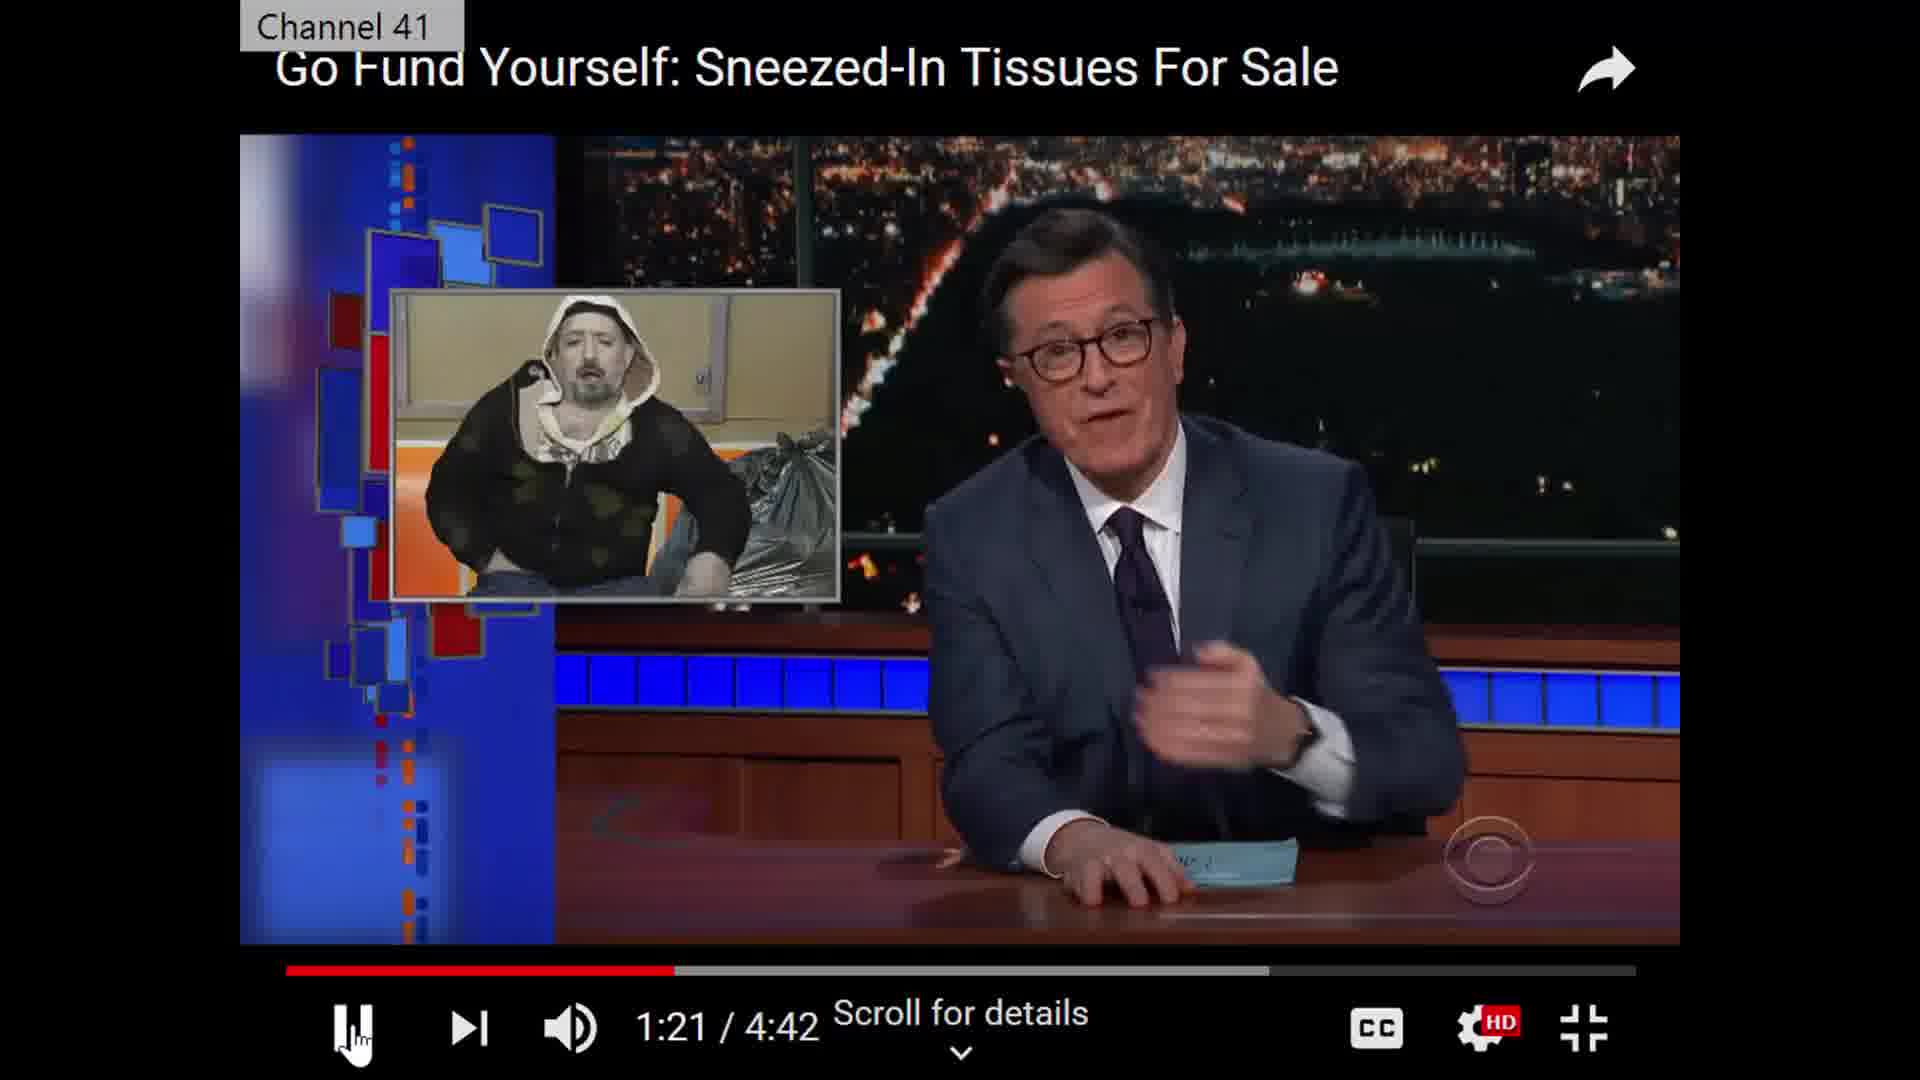 Channel 41
Go Fund Yourself: Sneezed-In Tissues For Sale
1:21 / 4:42
Scroll for details
CC
HD